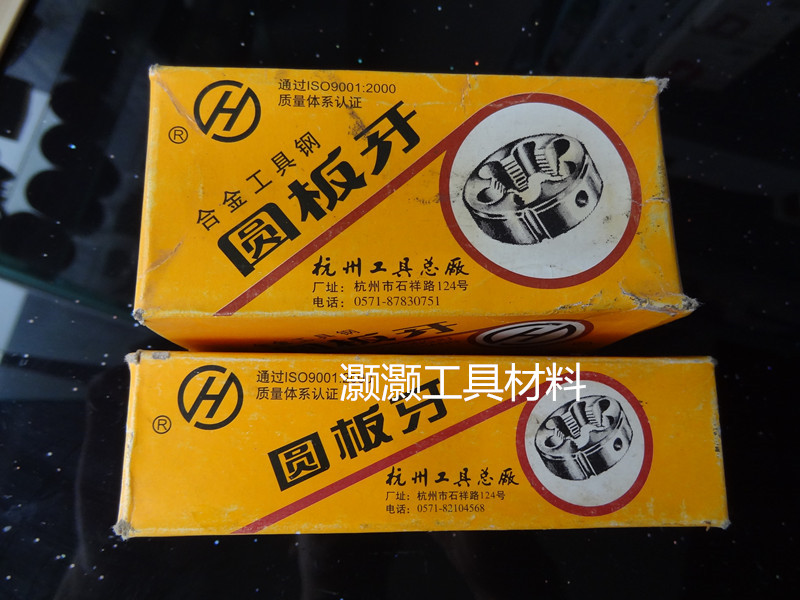 通过ISO9001:2000
质量体系认证
®
合金工具钢
圆板牙
杭州工具总厂
厂址：杭州市石祥路124号
电话：0571-87830751
工具钢
圆板牙
灏灏工具材料
通过ISO9001:2
质量体系认证
®
圆板牙
杭州工具总厂
厂址：杭州市石祥路124号
电话：0571-82104568